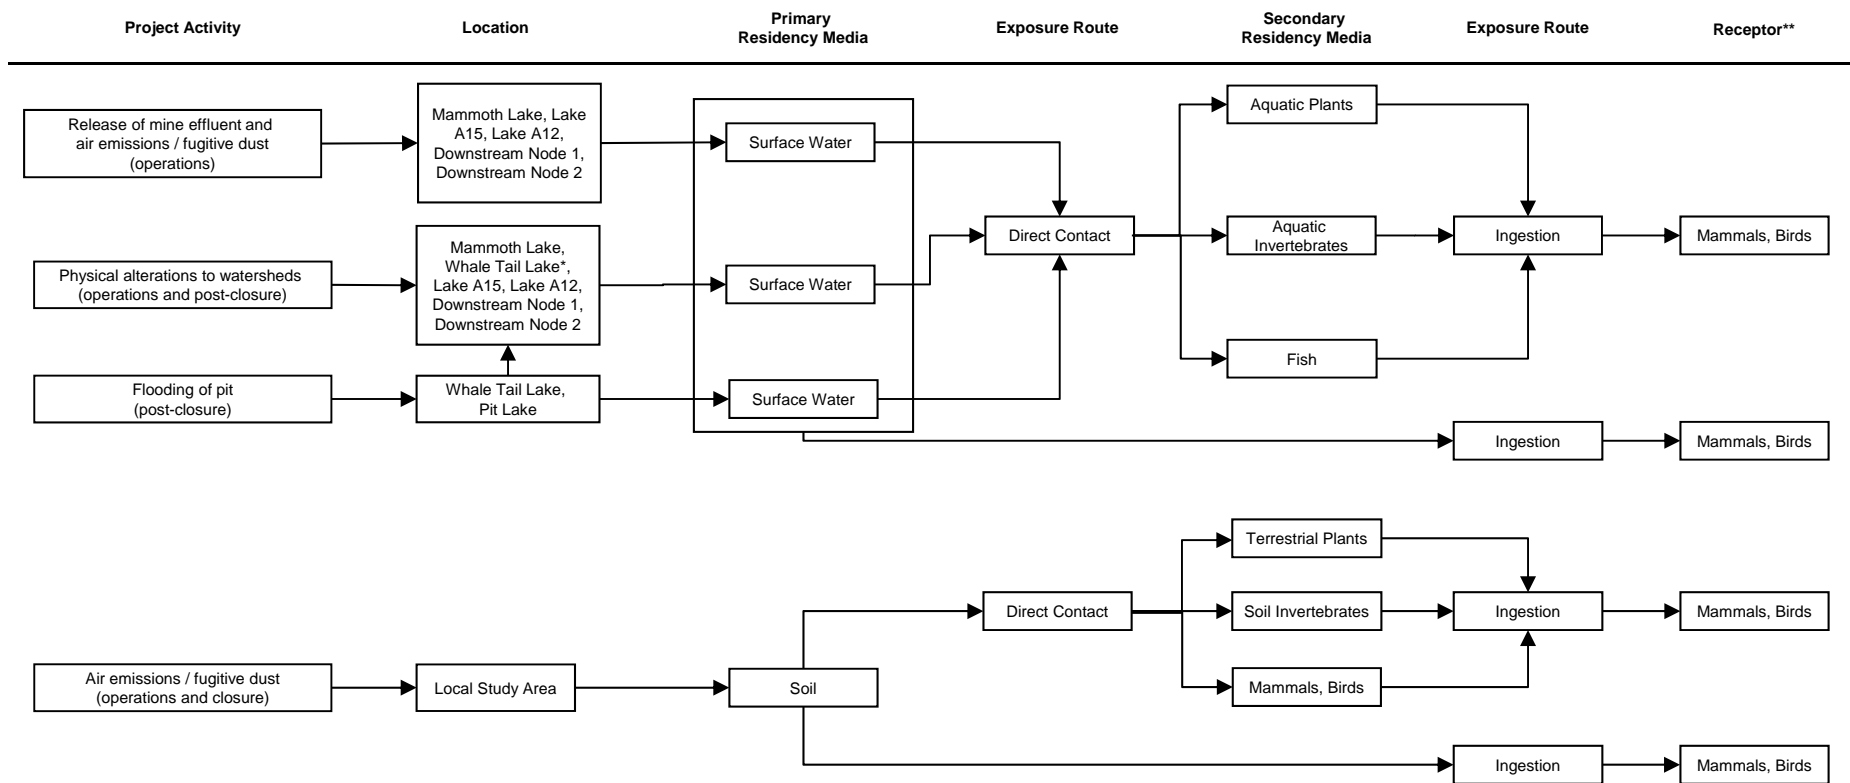 Project Activity
Location
Primary
Residency Media
Exposure Route
Secondary
Residency Media
Exposure Route
Receptor**
Release of mine effluent and
air emissions / fugitive dust
(operations)
Mammoth Lake, Lake
A15, Lake A12,
Downstream Node 1,
Downstream Node 2
Surface Water
Aquatic Plants
Physical alterations to watersheds
(operations and post-closure)
Mammoth Lake,
Whale Tail Lake*,
Lake A15, Lake A12,
Downstream Node 1,
Downstream Node 2
Surface Water
Direct Contact
Aquatic
Invertebrates
Ingestion
Mammals, Birds
Flooding of pit
(post-closure)
Whale Tail Lake,
Pit Lake
Surface Water
Fish
Ingestion
Mammals, Birds
Terrestrial Plants
Direct Contact
Soil Invertebrates
Ingestion
Mammals, Birds
Air emissions / fugitive dust
(operations and closure)
Local Study Area
Soil
Mammals, Birds
Ingestion
Mammals, Birds